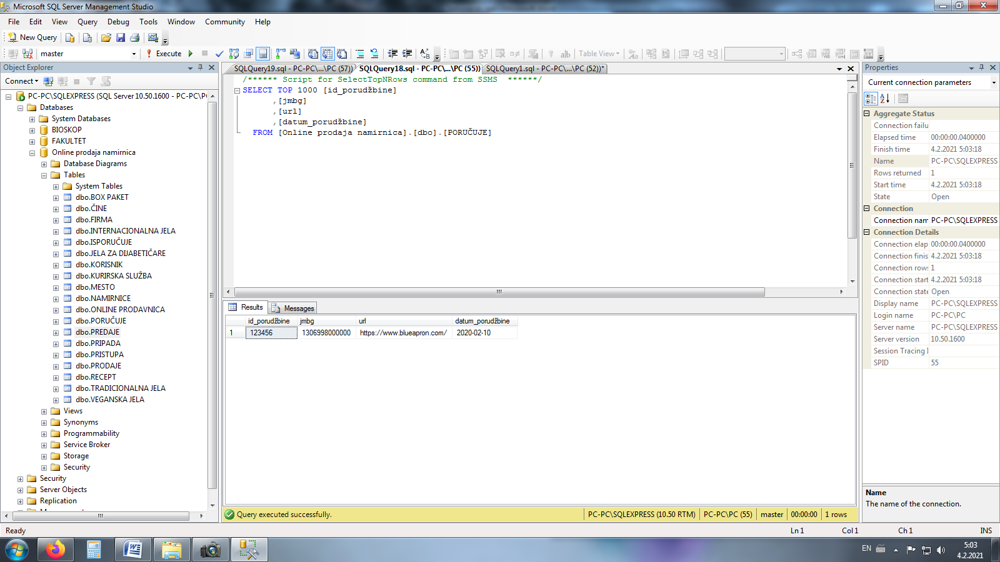 Microsoft SQL Server Management Studio
File Edit View Query Debug Tools Window Community Help
New Query
master Execute Table View
Object Explorer
Connect
PC-PC\SQLEXPRESS (SQL Server 10.50.1600 - PC-PC\P
Databases
System Databases
BIOSKOP
FAKULTET
Online prodaja namirnica
Database Diagrams
Tables
System Tables
dbo.BOX PAKET
dbo.ČINE
dbo.FIRMA
dbo.INTERNACIONALNA JELA
dbo.ISPORUČUJE
dbo.JELA ZA DIJABETIČARE
dbo.KORISNIK
dbo.KURIRSKA SLUŽBA
dbo.MESTO
dbo.NAMIRNICE
dbo.ONLINE PRODAVNICA
dbo.PORUČUJE
dbo.PREDAJE
dbo.PRIPADA
dbo.PRISTUPA
dbo.PRODAJE
dbo.RECEPT
dbo.TRADICIONALNA JELA
dbo.VEGANSKA JELA
Views
Synonyms
Programmability
Service Broker
Storage
Security
Security
Server Objects
Replication
SQLQuery19.sql - PC-PC\...\PC (57)) SQLQuery18.sql - PC-PC\...\PC (55)) SQLQuery1.sql - PC-PC\...\PC (52))*
/****** Script for SelectTopNRows command from SSMS ******/
SELECT TOP 1000 [id_porudžbine]
,[jmbg]
,[url]
,[datum_porudžbine]
FROM [Online prodaja namirnica].[dbo].[PORUČUJE]
Results Messages
id_porudžbine jmbg url datum_porudžbine
1 123456 1306998000000 https://www.blueapron.com/ 2020-02-10
Query executed successfully. PC-PC\SQLEXPRESS (10.50 RTM) PC-PC\PC (55) master 00:00:00 1 rows
Properties
Current connection parameters
Aggregate Status
Connection failu
Elapsed time 00:00:00.0400000
Finish time 4.2.2021 5:03:18
Name PC-PC\SQLEXPRESS
Rows returned 1
Start time 4.2.2021 5:03:18
State Open
Connection
Connection nam PC-PC\SQLEXPRESS
Connection Details
Connection elap 00:00:00.0400000
Connection finis 4.2.2021 5:03:18
Connection rows 1
Connection start 4.2.2021 5:03:18
Connection state Open
Display name PC-PC\SQLEXPRESS
Login name PC-PC\PC
Server name PC-PC\SQLEXPRESS
Server version 10.50.1600
Session Tracing I
SPID 55
Name
The name of the connection.
Ready Ln 1 Col 1 Ch 1 INS
EN 5:03
4.2.2021